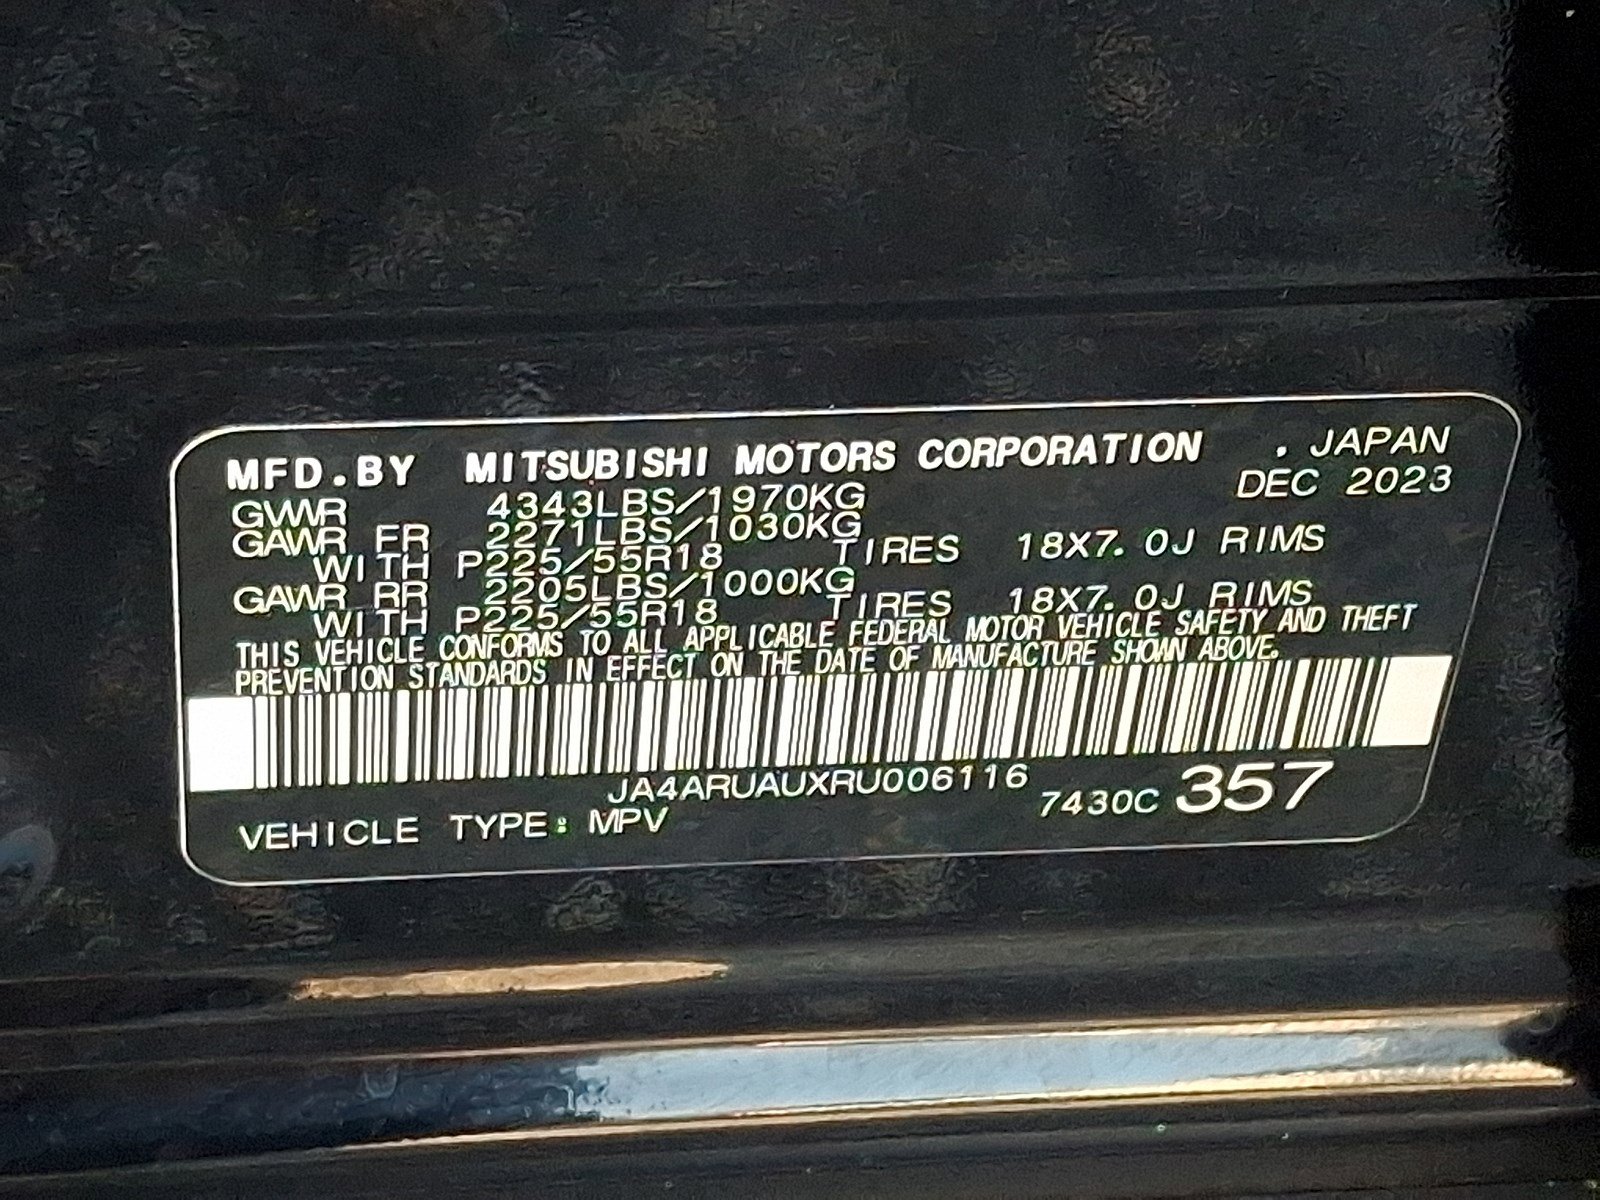 MFD.BY MITSUBISHI MOTORS CORPORATION . JAPAN
GVWR 4343LBS/1970KG DEC 2023
GAWR FR 2271LBS/1030KG
WITH P225/55R18 TIRES 18X7.0J RIMS
GAWR RR 2205LBS/1000KG
WITH P225/55R18 TIRES 18X7.0J RIMS
THIS VEHICLE CONFORMS TO ALL APPLICABLE FEDERAL MOTOR VEHICLE SAFETY AND THEFT
PREVENTION STANDARDS IN EFFECT ON THE DATE OF MANUFACTURE SHOWN ABOVE.
JA4ARUAUXRU006116
VEHICLE TYPE: MPV 7430C 357